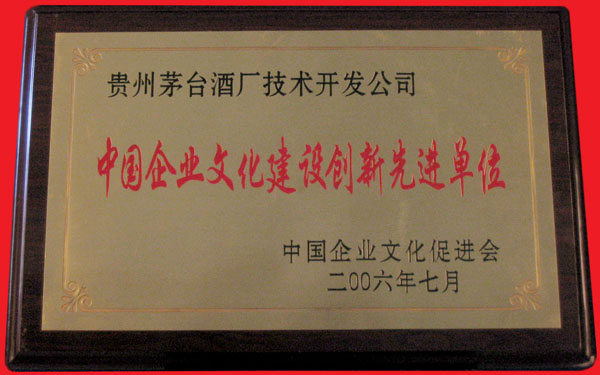 贵州茅台酒厂技术开发公司
中国企业文化建设创新先进单位
中国企业文化促进会
二00六年七月